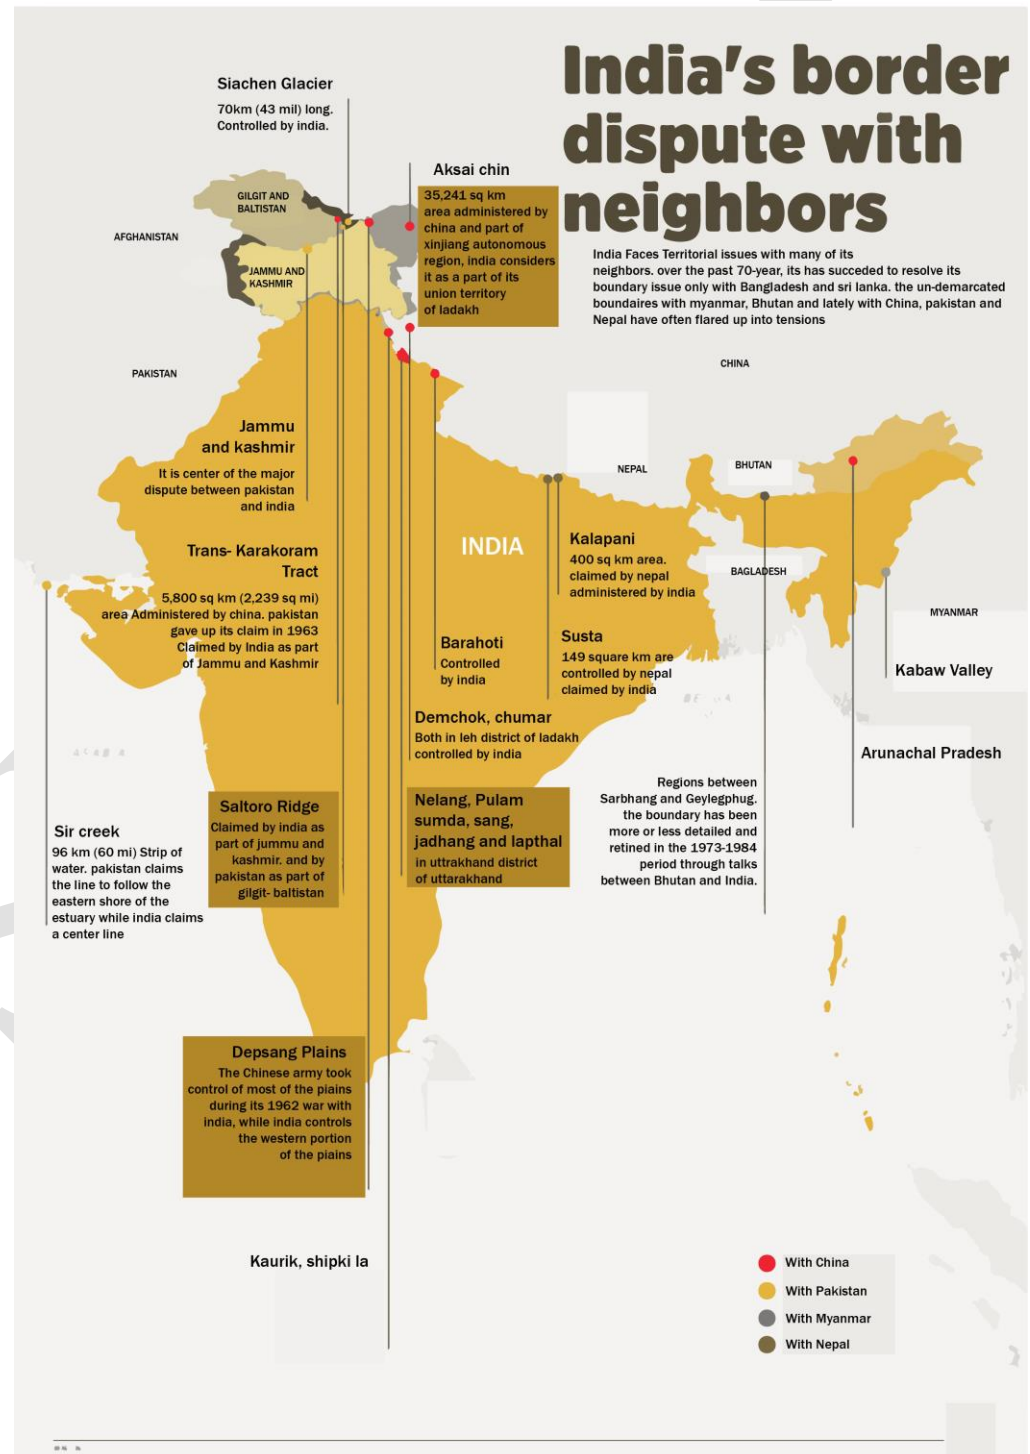 India's border
dispute with
neighbors
India Faces Territorial issues with many of its
neighbors. over the past 70-year, its has succeded to resolve its
boundary issue only with Bangladesh and sri lanka. the un-demarcated
boundaires with myanmar, Bhutan and lately with China, pakistan and
Nepal have often flared up into tensions
Siachen Glacier
70km (43 mil) long.
Controlled by india.
Aksai chin
35,241 sq km
area administered by
china and part of
xinjiang autonomous
region, india considers
it as a part of its
union territory
of ladakh
GILGIT AND
BALTISTAN
AFGHANISTAN
JAMMU AND
KASHMIR
PAKISTAN
CHINA
Jammu
and kashmir
It is center of the major
dispute between pakistan
and india
NEPAL
BHUTAN
INDIA
Trans- Karakoram
Tract
5,800 sq km (2,239 sq mi)
area Administered by china. pakistan
gave up its claim in 1963
Claimed by India as part
of Jammu and Kashmir
Kalapani
400 sq km area.
claimed by nepal
administered by india
BAGLADESH
MYANMAR
Barahoti
Controlled
by india
Susta
149 square km are
controlled by nepal
claimed by india
Kabaw Valley
Demchok, chumar
Both in leh district of ladakh
controlled by india
Arunachal Pradesh
Regions between
Sarbhang and Geylegphug.
the boundary has been
more or less detailed and
retined in the 1973-1984
period through talks
between Bhutan and India.
Saltoro Ridge
Claimed by india as
part of jummu and
kashmir. and by
pakistan as part of
gilgit- baltistan
Nelang, Pulam
sumda, sang,
jadhang and lapthal
in uttrakhand district
of uttarakhand
Sir creek
96 km (60 mi) Strip of
water. pakistan claims
the line to follow the
eastern shore of the
estuary while india claims
a center line
Depsang Plains
The Chinese army took
control of most of the piains
during its 1962 war with
india, while india controls
the western portion
of the piains
Kaurik, shipki la
With China
With Pakistan
With Myanmar
With Nepal